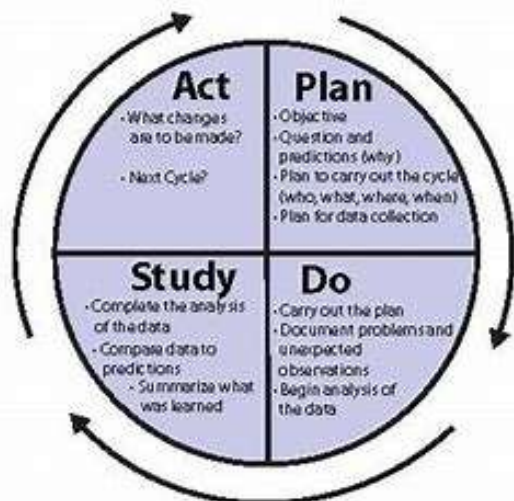 Act
· What changes
are to be made?
· Next Cycle?
Plan
· Objective
· Question and
predictions (why)
· Plan to carry out the cycle
(who, what, where, when)
· Plan for data collection
Study
· Complete the analysis
of the data
· Compare data to
predictions
· Summarize what
was learned
Do
· Carry out the plan
· Document problems and
unexpected
observations
· Begin analysis of
the data